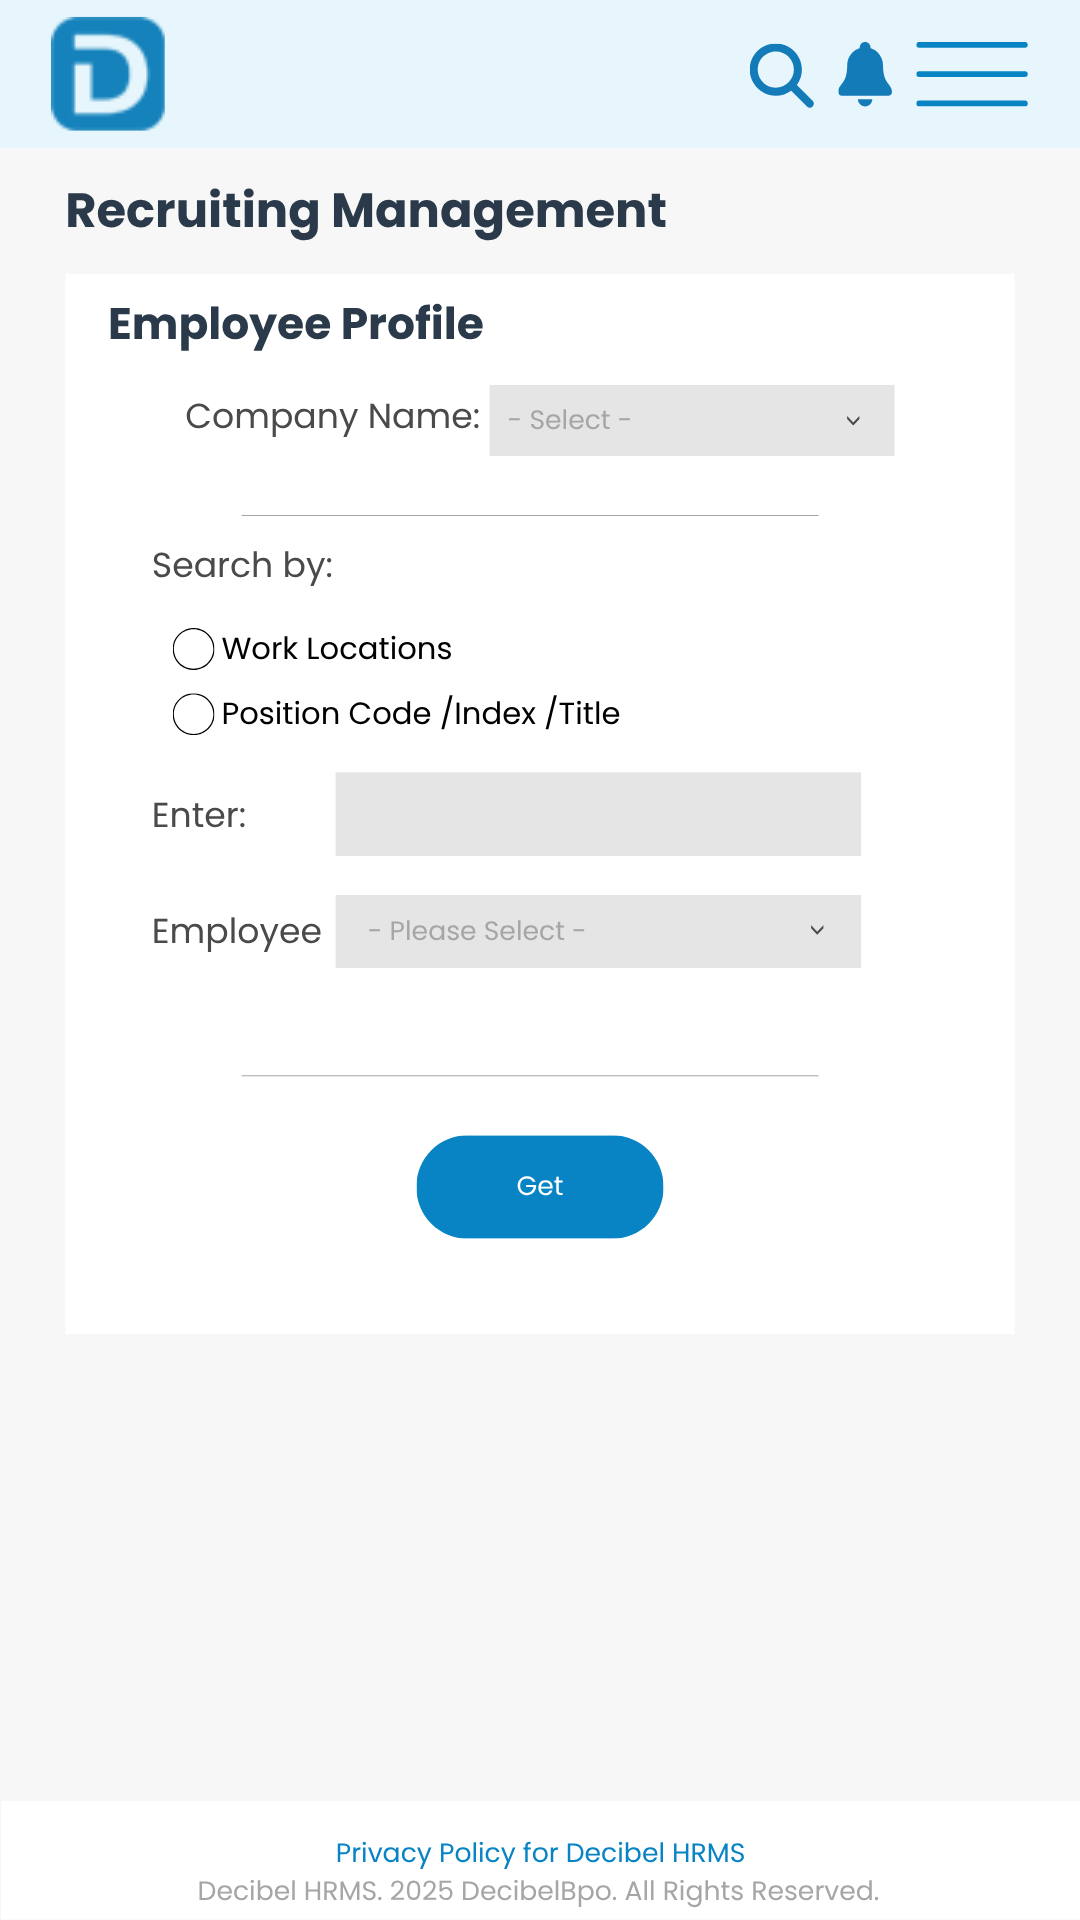 D
Recruiting Management
Employee Profile
Company Name: - Select -
Search by:
Work Locations
Position Code /Index /Title
Enter:
Employee - Please Select -
Get
Privacy Policy for Decibel HRMS
Decibel HRMS. 2025 DecibelBpo. All Rights Reserved.